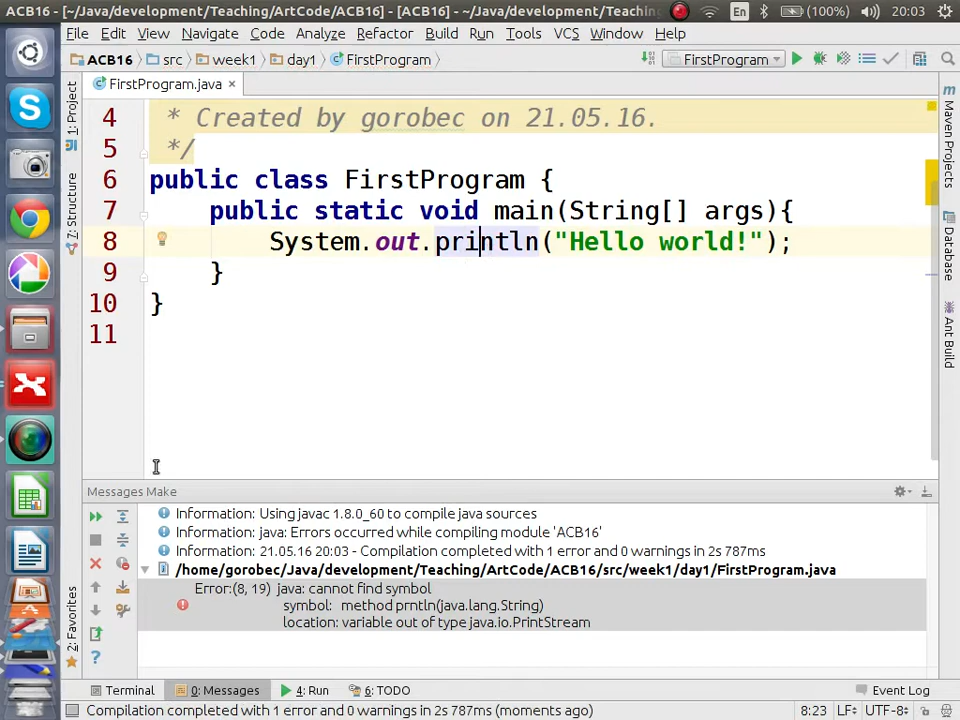 ACB16 - [~/Java/development/Teaching/ArtCode/ACB16] - [ACB16] - ~/Java/development/Teaching
En (100%) 20:03
File Edit View Navigate Code Analyze Refactor Build Run Tools VCS Window Help
ACB16 src week1 day1 FirstProgram FirstProgram
FirstProgram.java
1: Project
7: Structure
2: Favorites
Maven Projects
Database
Ant Build
4 * Created by gorobec on 21.05.16.
5 */
6 public class FirstProgram {
7 public static void main(String[] args){
8 System.out.println("Hello world!");
9 }
10 }
11
Messages Make
Information: Using javac 1.8.0_60 to compile java sources
Information: java: Errors occurred while compiling module 'ACB16'
Information: 21.05.16 20:03 - Compilation completed with 1 error and 0 warnings in 2s 787ms
/home/gorobec/Java/development/Teaching/ArtCode/ACB16/src/week1/day1/FirstProgram.java
Error:(8, 19) java: cannot find symbol
symbol: method prntln(java.lang.String)
location: variable out of type java.io.PrintStream
Terminal 0: Messages 4: Run 6: TODO Event Log
Compilation completed with 1 error and 0 warnings in 2s 787ms (moments ago) 8:23 LF UTF-8